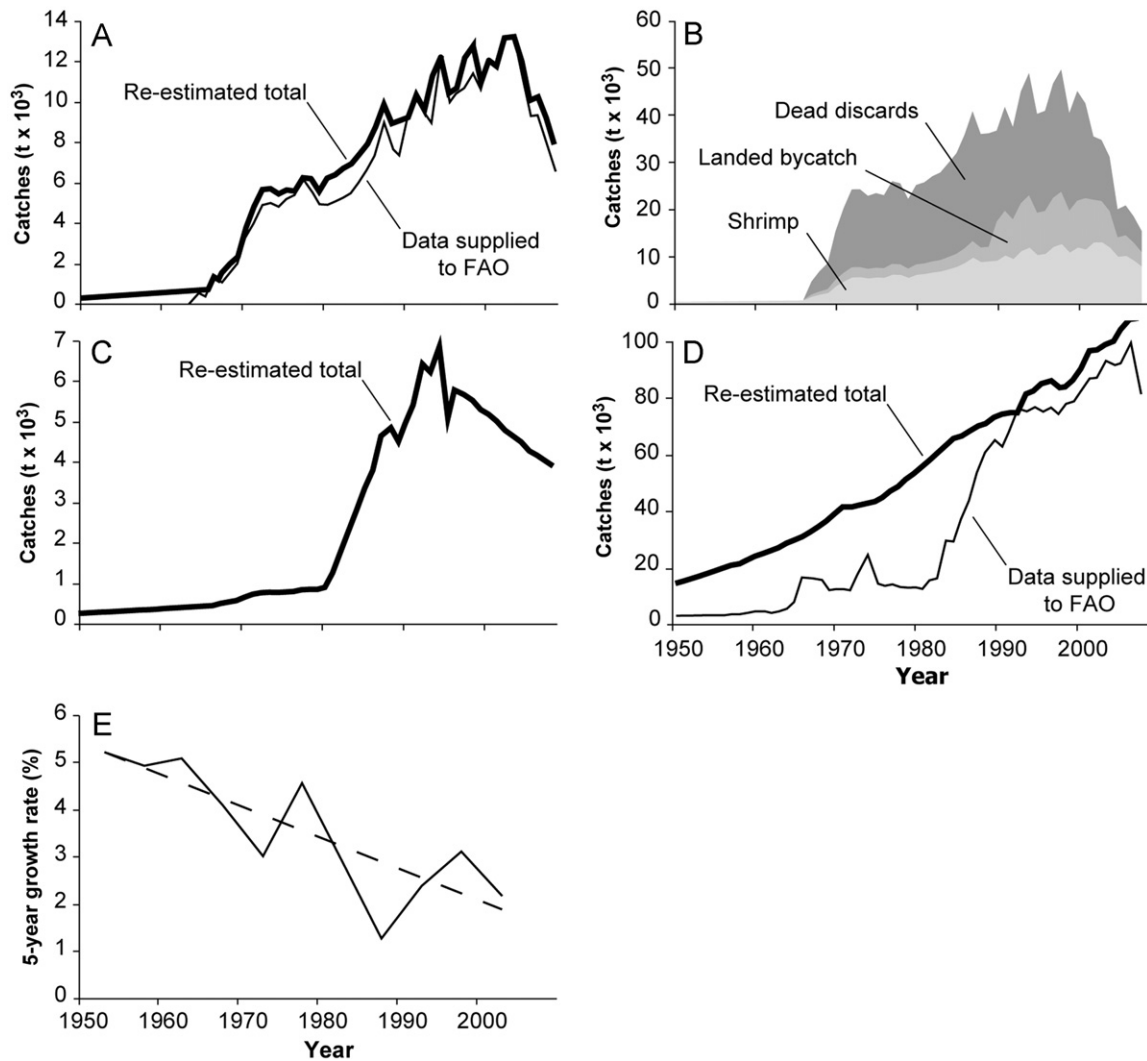 A
14
12
10
8
6
4
2
0
Catches (t x 10³)
Re-estimated total
Data supplied
to FAO
B
60
50
40
30
20
10
0
Catches (t x 10³)
Dead discards
Landed bycatch
Shrimp
C
7
6
5
4
3
2
1
0
Catches (t x 10³)
Re-estimated total
D
100
80
60
40
20
0
Catches (t x 10³)
Re-estimated total
Data supplied
to FAO
1950 1960 1970 1980 1990 2000
Year
E
6
5
4
3
2
1
0
5-year growth rate (%)
1950 1960 1970 1980 1990 2000
Year